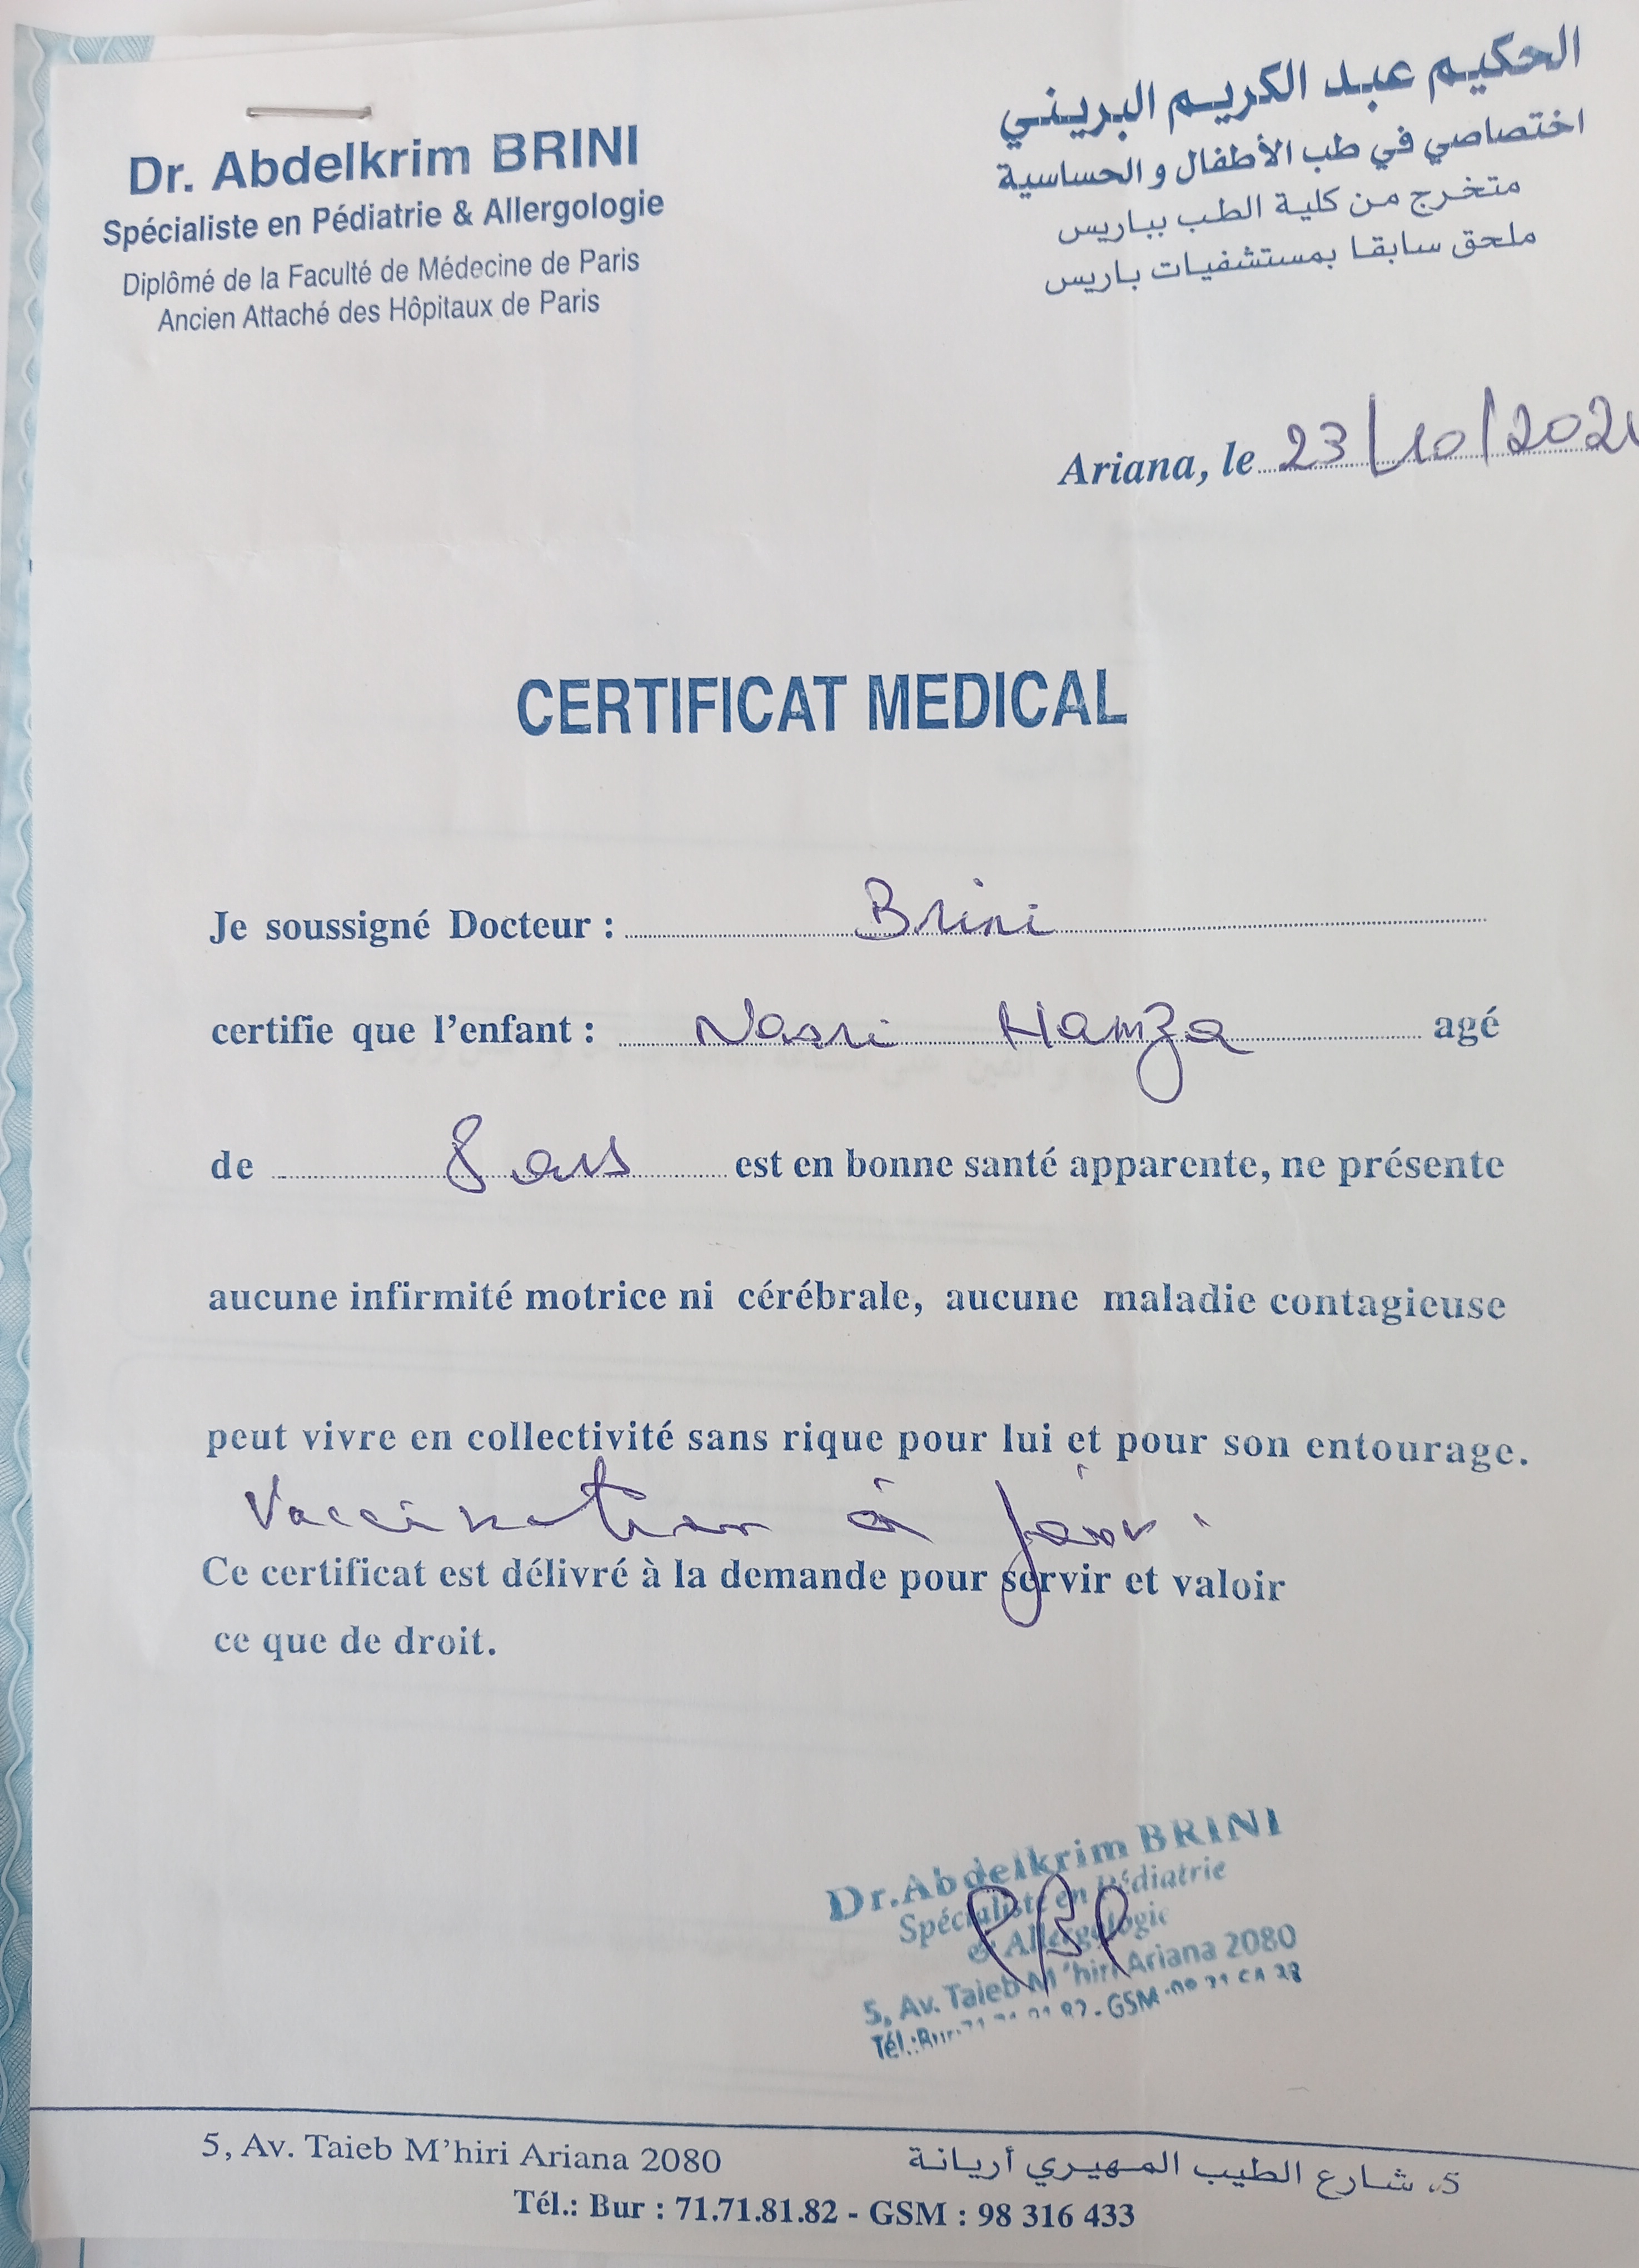 Dr. Abdelkrim BRINI
Spécialiste en Pédiatrie & Allergologie
Diplômé de la Faculté de Médecine de Paris
Ancien Attaché des Hôpitaux de Paris
الحكيم عبد الكريم البريني
اختصاصي في طب الأطفال و الحساسية
متخرج من كلية الطب بباريس
ملحق سابقا بمستشفيات باريس
Ariana, le 23/10/202
CERTIFICAT MEDICAL
Je soussigné Docteur : Brini
certifie que l'enfant : Nasri Hamza agé
de 8 ans est en bonne santé apparente, ne présente
aucune infirmité motrice ni cérébrale, aucune maladie contagieuse
peut vivre en collectivité sans rique pour lui et pour son entourage.
Vaccination à jour.
Ce certificat est délivré à la demande pour servir et valoir
ce que de droit.
Dr.Abdelkrim BRINI
Spécialiste en Pédiatrie
& Allergologie
5, Av. Taieb M'hiri Ariana 2080
Tél.:Bur GSM
5, Av. Taieb M'hiri Ariana 2080
5، شارع الطيب المهيري أريانة
Tél.: Bur : 71.71.81.82 - GSM : 98 316 433